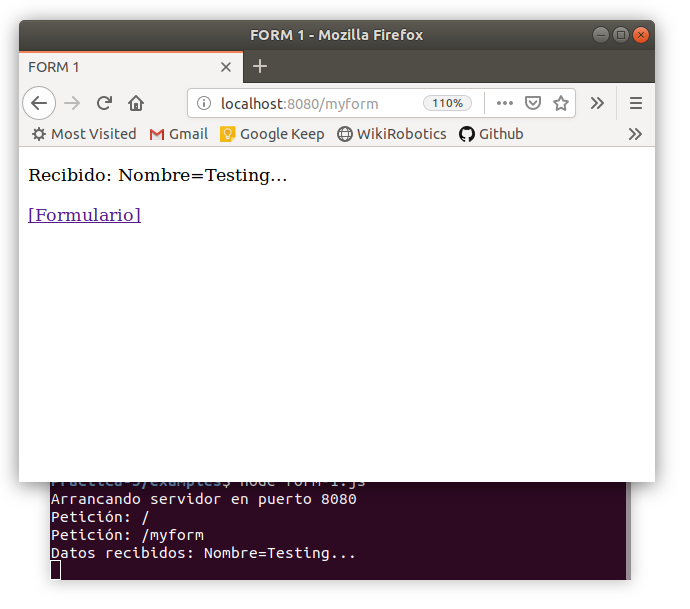 FORM 1 - Mozilla Firefox
FORM 1
localhost:8080/myform 110%
Most Visited Gmail Google Keep WikiRobotics Github
Recibido: Nombre=Testing...
[Formulario]
Practica-5/examples$ node form-1.js
Arrancando servidor en puerto 8080
Petición: /
Petición: /myform
Datos recibidos: Nombre=Testing...